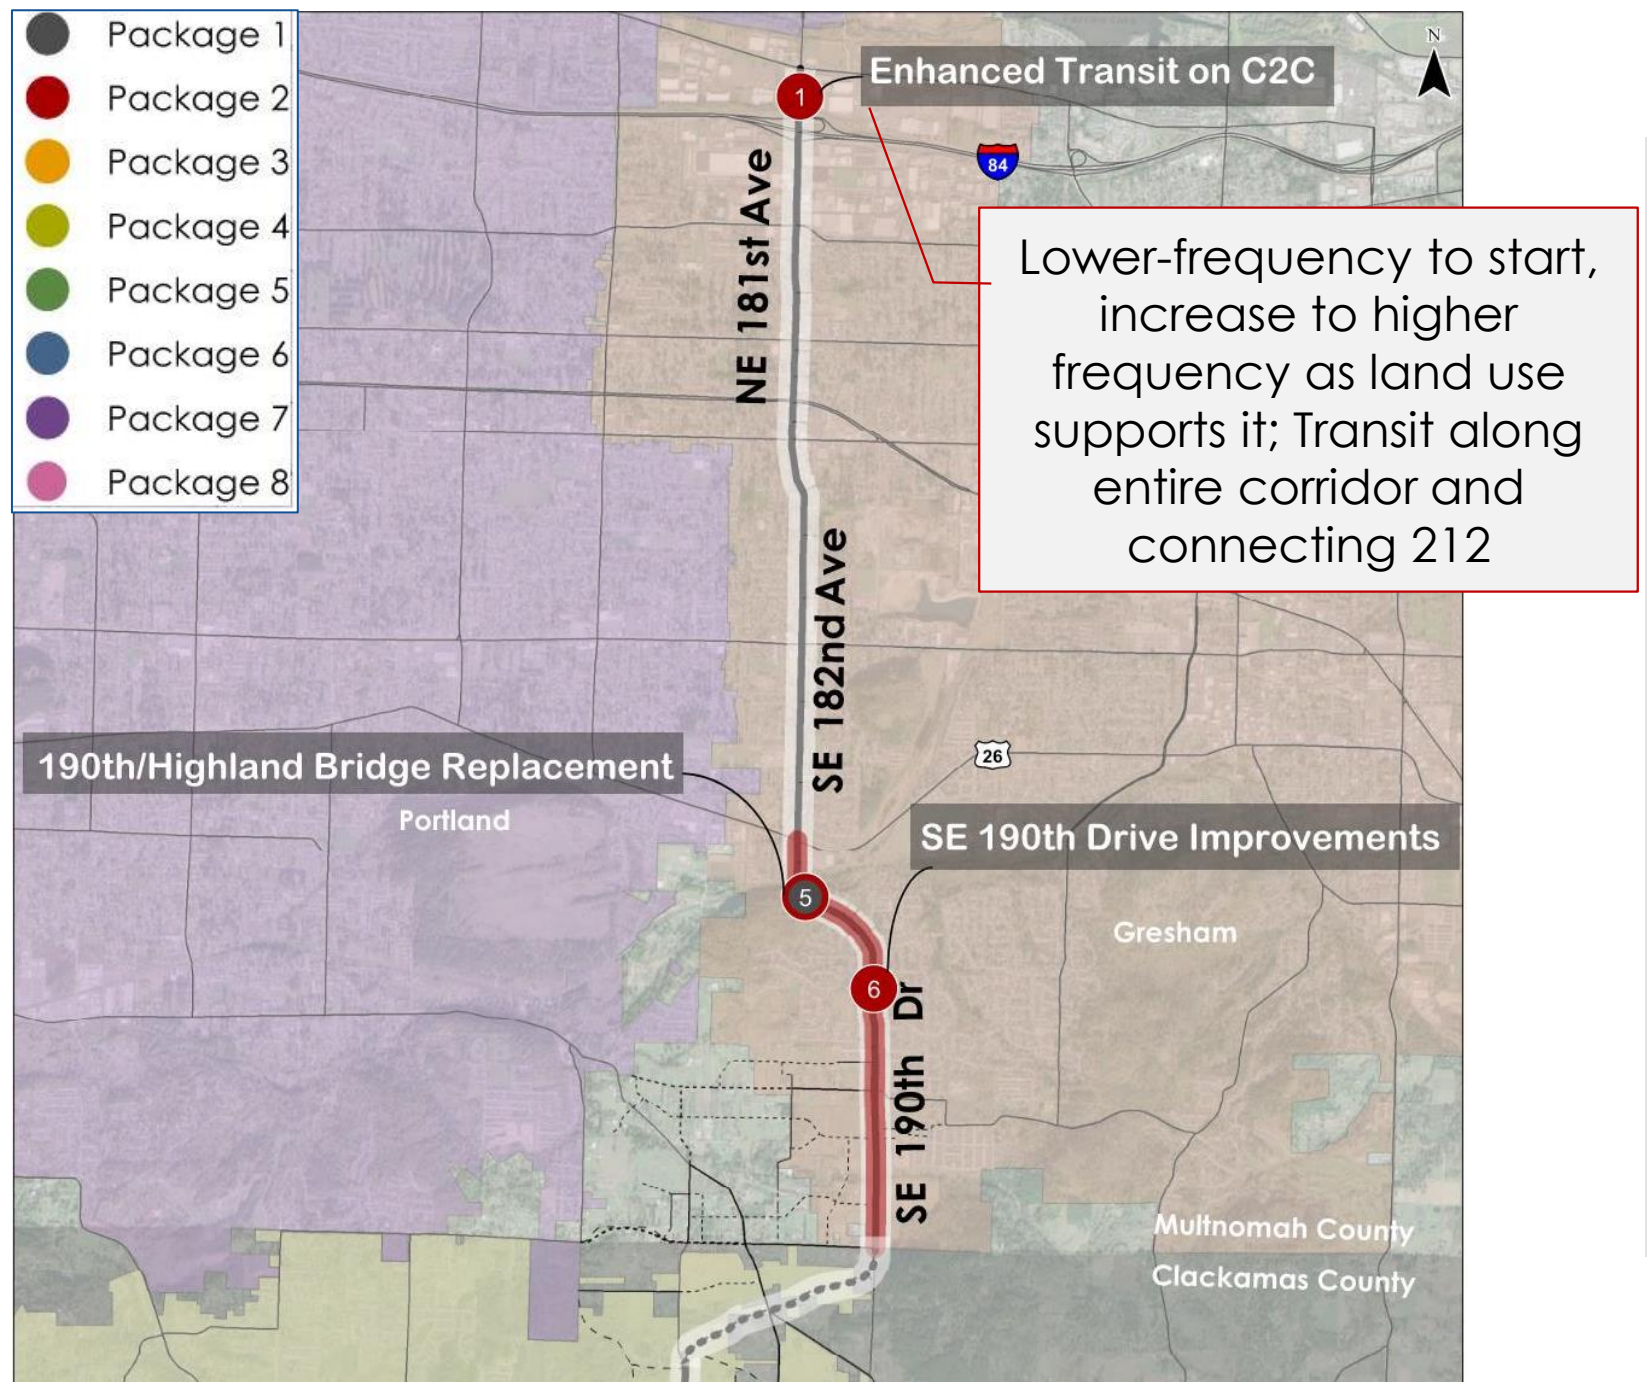 Package 1
Package 2
Package 3
Package 4
Package 5
Package 6
Package 7
Package 8
N
Enhanced Transit on C2C
1
84
NE 181st Ave
Lower-frequency to start,
increase to higher
frequency as land use
supports it; Transit along
entire corridor and
connecting 212
SE 182nd Ave
190th/Highland Bridge Replacement
26
Portland
SE 190th Drive Improvements
5
Gresham
6
SE 190th Dr
Multnomah County
Clackamas County